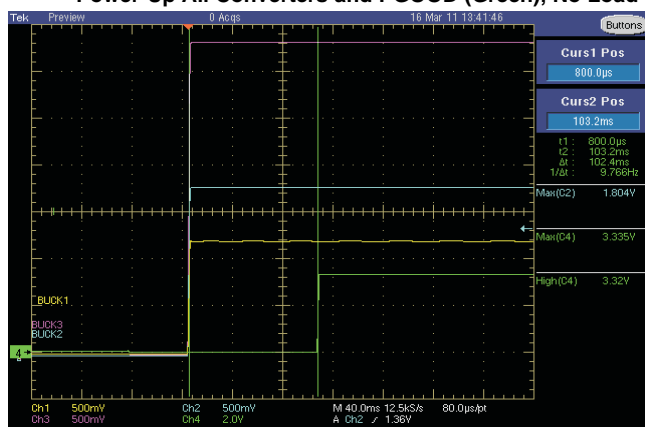 Power-Up All Converters and PGOOD (Green), No Load
Tek Preview 0 Acqs 16 Mar 11 13:41:46
Buttons
Curs1 Pos
800.0µs
Curs2 Pos
103.2ms
t1: 800.0µs
t2: 103.2ms
Δt: 102.4ms
1/Δt: 9.766Hz
Max(C2) 1.804V
Max(C4) 3.335V
High(C4) 3.32V
BUCK1
BUCK3
BUCK2
4
Ch1 500mV Ch2 500mV M 40.0ms 12.5kS/s 80.0µs/pt
Ch3 500mV Ch4 2.0V A Ch2 ∕ 1.36V